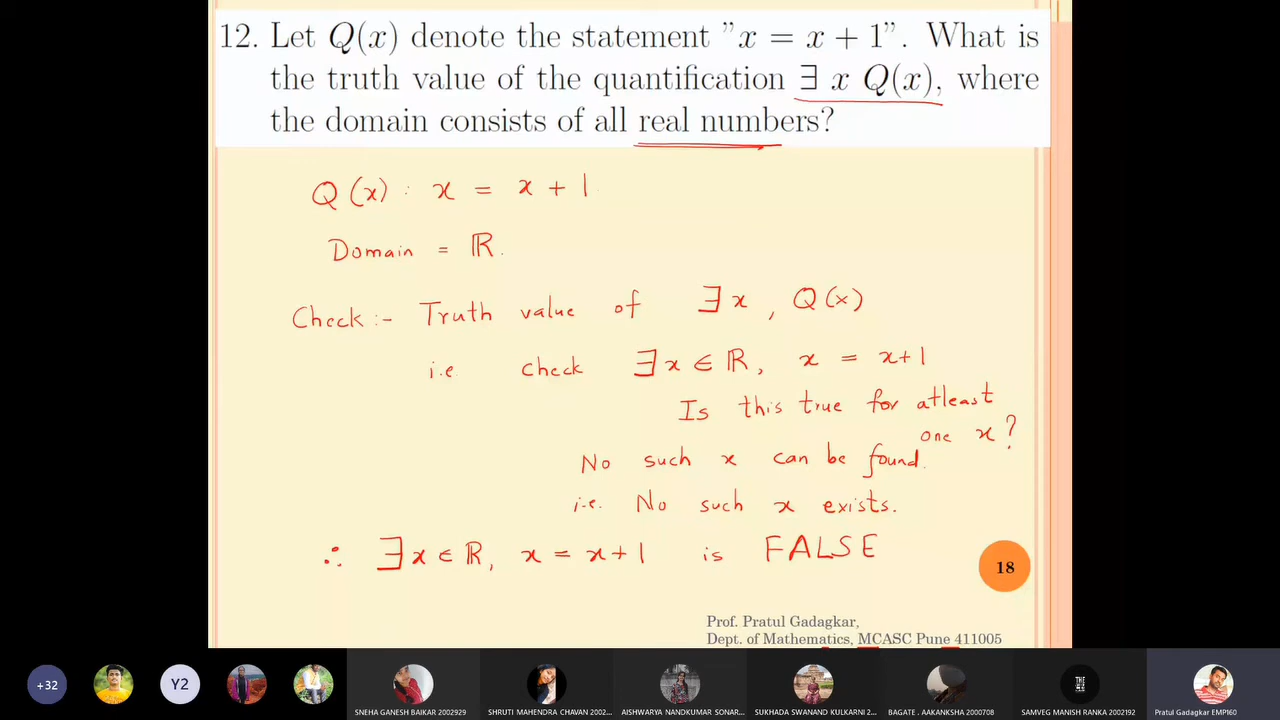 12. Let Q(x) denote the statement "x = x + 1". What is
the truth value of the quantification ∃ x Q(x), where
the domain consists of all real numbers?
Q(x) : x = x + 1
Domain = ℝ.
Check :- Truth value of ∃x, Q(x)
i.e. check ∃x ∈ ℝ, x = x+1
Is this true for atleast
one x?
No such x can be found.
i.e. No such x exists.
∴ ∃x ∈ ℝ, x = x+1 is FALSE
18
Prof. Pratul Gadagkar,
Dept. of Mathematics, MCASC Pune 411005
+32 Y2
SNEHA GANESH BAIKAR 2002929 SHRUTI MAHENDRA CHAVAN 2002... AISHWARYA NANDKUMAR SONAR... SUKHADA SWANAND KULKARNI 2... BAGATE . AAKANKSHA 2000708 SAMVEG MANISH RANKA 2002192 Pratul Gadagkar EMP160